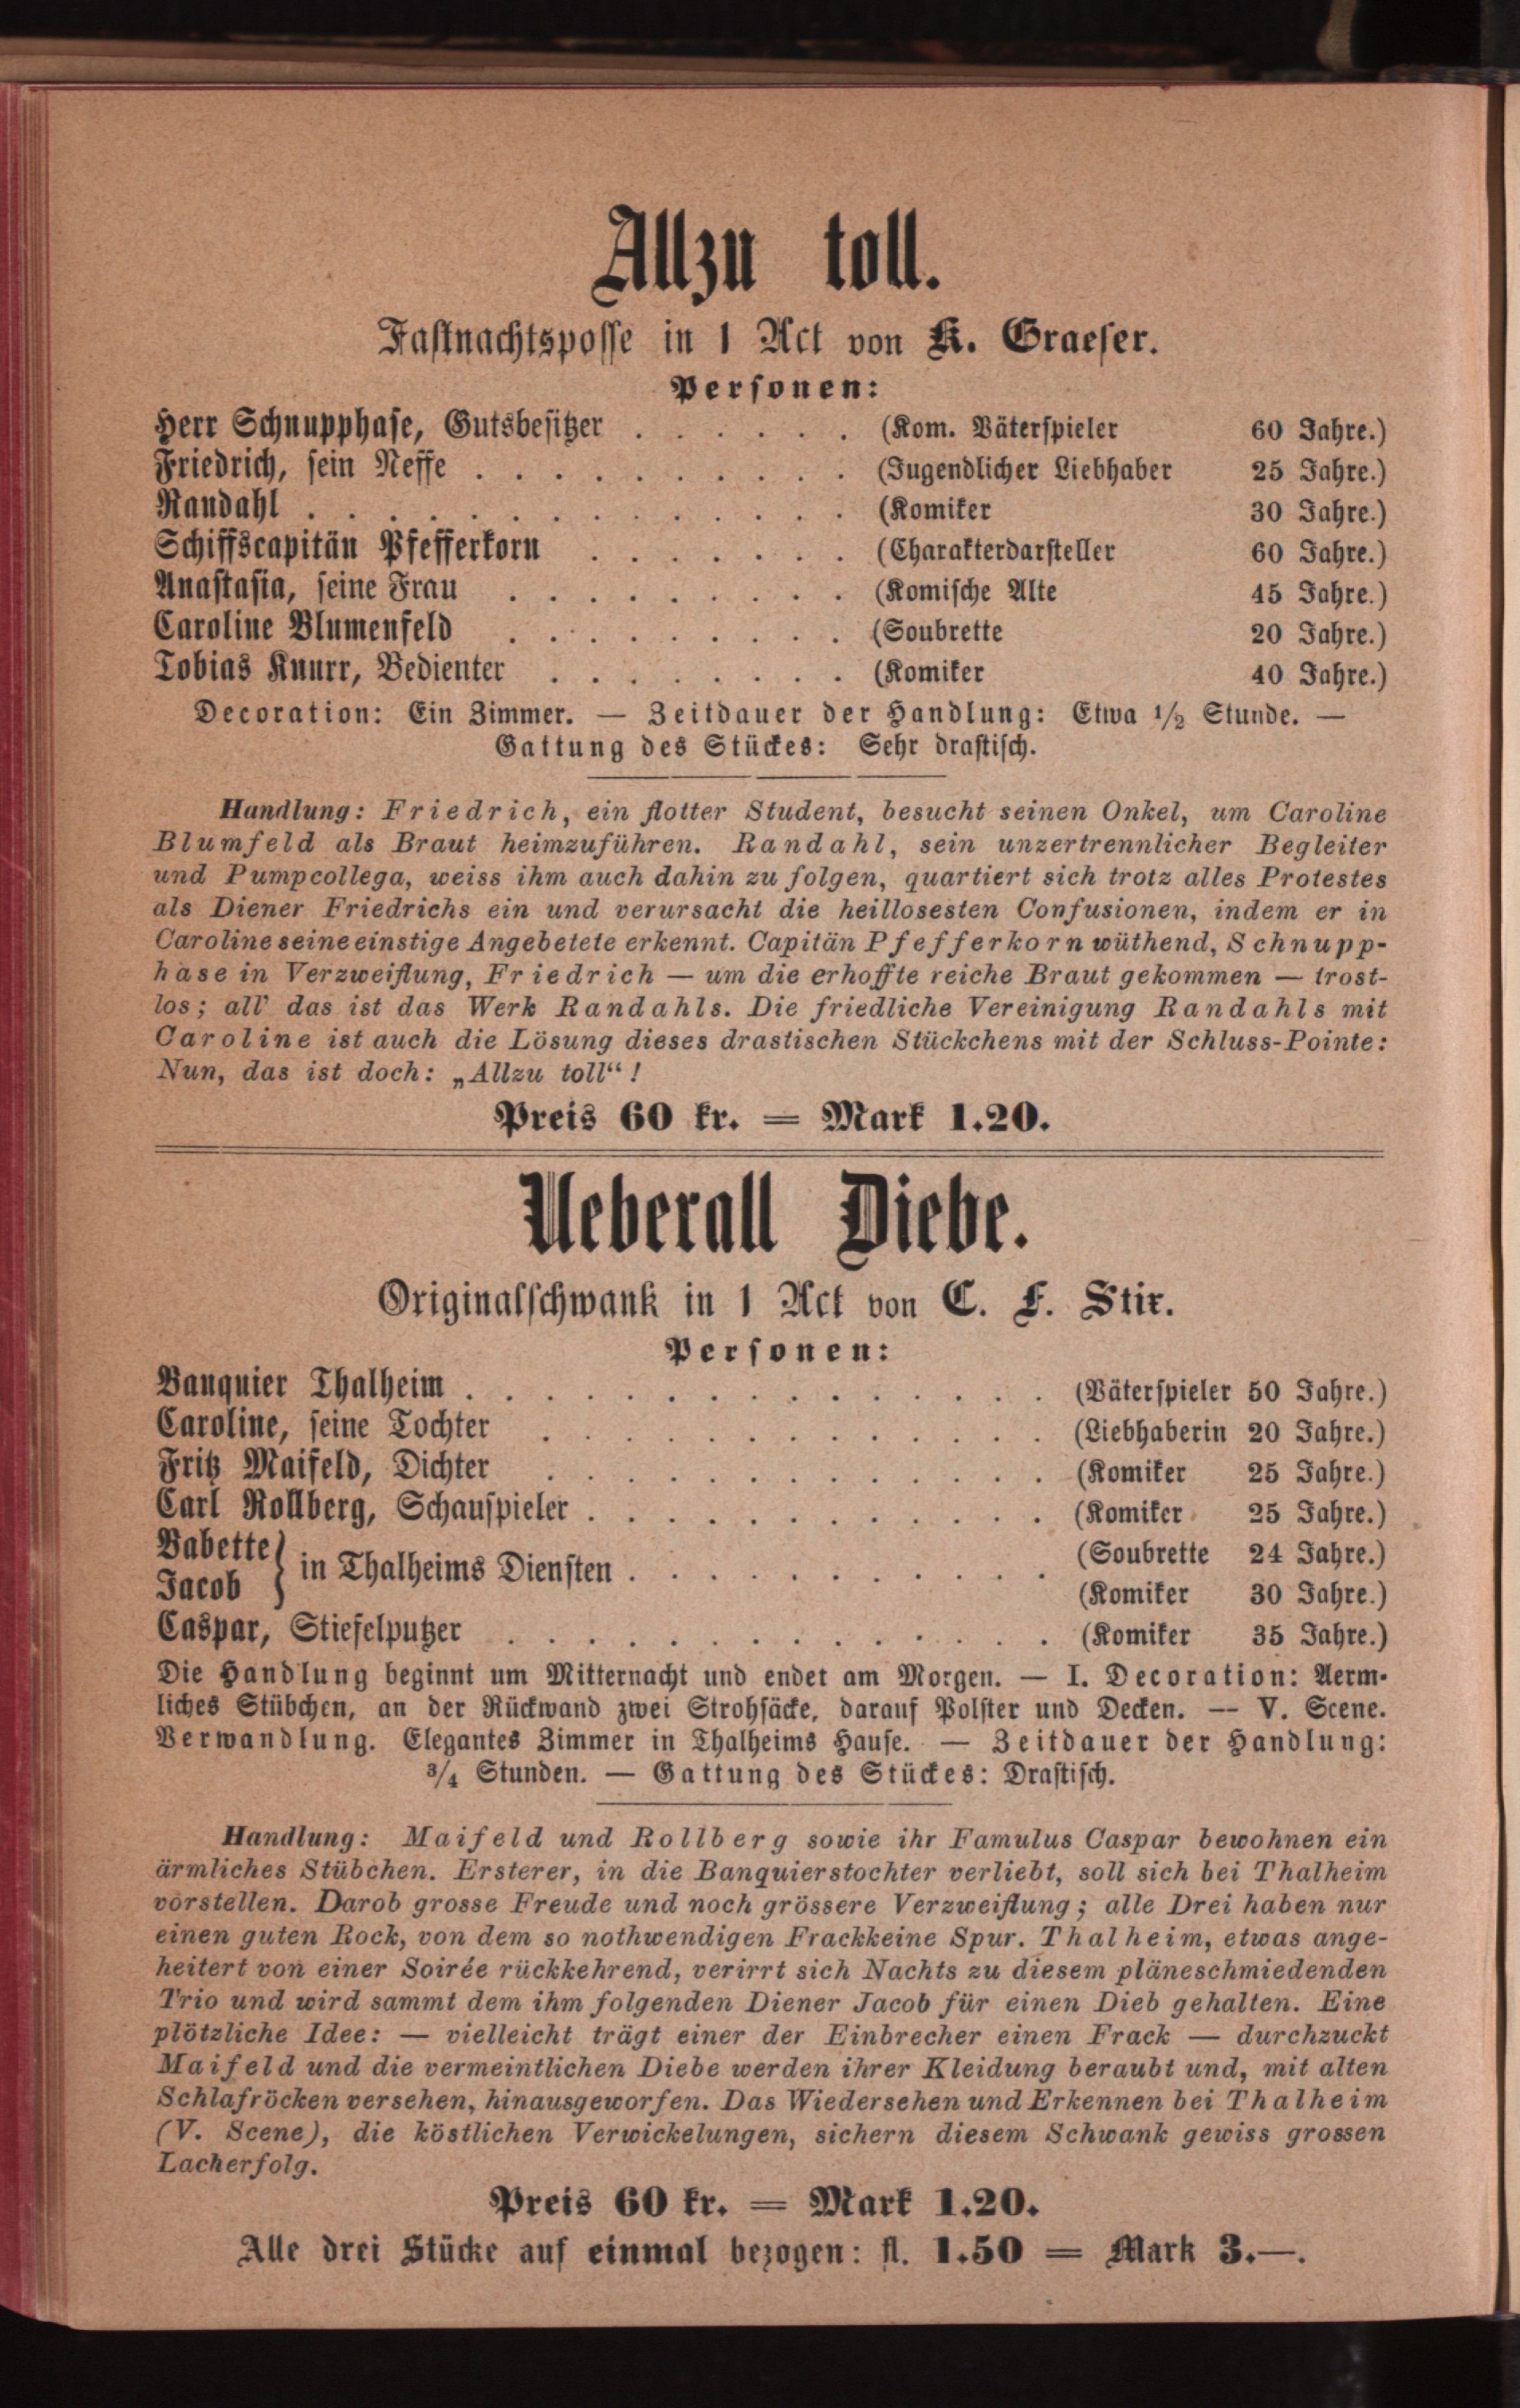 Allzu toll.
Fastnachtsposse in 1 Act von K. Graeser.
Personen:
Herr Schnupphase, Gutsbesitzer . . . . . . (Kom. Väterspieler 60 Jahre.)
Friedrich, sein Neffe . . . . . . . . . . (Jugendlicher Liebhaber 25 Jahre.)
Randahl . . . . . . . . . . . . . . (Komiker 30 Jahre.)
Schiffscapitän Pfefferkorn . . . . . . . (Charakterdarsteller 60 Jahre.)
Anastasia, seine Frau . . . . . . . . . (Komische Alte 45 Jahre.)
Caroline Blumenfeld . . . . . . . . . (Soubrette 20 Jahre.)
Tobias Knurr, Bedienter . . . . . . . . (Komiker 40 Jahre.)
Decoration: Ein Zimmer. — Zeitdauer der Handlung: Etwa 1/2 Stunde. —
Gattung des Stückes: Sehr drastisch.
Handlung: Friedrich, ein flotter Student, besucht seinen Onkel, um Caroline
Blumfeld als Braut heimzuführen. Randahl, sein unzertrennlicher Begleiter
und Pumpcollega, weiss ihm auch dahin zu folgen, quartiert sich trotz alles Protestes
als Diener Friedrichs ein und verursacht die heillosesten Confusionen, indem er in
Caroline seine einstige Angebetete erkennt. Capitän Pfefferkorn wüthend, Schnupp-
hase in Verzweiflung, Friedrich — um die erhoffte reiche Braut gekommen — trost-
los; all' das ist das Werk Randahls. Die friedliche Vereinigung Randahls mit
Caroline ist auch die Lösung dieses drastischen Stückchens mit der Schluss-Pointe:
Nun, das ist doch: „Allzu toll“!
Preis 60 kr. = Mark 1.20.
Ueberall Diebe.
Originalschwank in 1 Act von C. F. Stix.
Personen:
Banquier Thalheim . . . . . . . . . . . . . . . (Väterspieler 50 Jahre.)
Caroline, seine Tochter . . . . . . . . . . . . . (Liebhaberin 20 Jahre.)
Fritz Maifeld, Dichter . . . . . . . . . . . . . (Komiker 25 Jahre.)
Carl Rollberg, Schauspieler . . . . . . . . . . . . (Komiker 25 Jahre.)
Babette (Soubrette 24 Jahre.)
} in Thalheims Diensten . . . . . . . . . . .
Jacob (Komiker 30 Jahre.)
Caspar, Stiefelputzer . . . . . . . . . . . . . . (Komiker 35 Jahre.)
Die Handlung beginnt um Mitternacht und endet am Morgen. — I. Decoration: Aerm-
liches Stübchen, an der Rückwand zwei Strohsäcke, darauf Polster und Decken. — V. Scene.
Verwandlung. Elegantes Zimmer in Thalheims Hause. — Zeitdauer der Handlung:
3/4 Stunden. — Gattung des Stückes: Drastisch.
Handlung: Maifeld und Rollberg sowie ihr Famulus Caspar bewohnen ein
ärmliches Stübchen. Ersterer, in die Banquierstochter verliebt, soll sich bei Thalheim
vorstellen. Darob grosse Freude und noch grössere Verzweiflung; alle Drei haben nur
einen guten Rock, von dem so nothwendigen Frackkeine Spur. Thalheim, etwas ange-
heitert von einer Soirée rückkehrend, verirrt sich Nachts zu diesem pläneschmiedenden
Trio und wird sammt dem ihm folgenden Diener Jacob für einen Dieb gehalten. Eine
plötzliche Idee: — vielleicht trägt einer der Einbrecher einen Frack — durchzuckt
Maifeld und die vermeintlichen Diebe werden ihrer Kleidung beraubt und, mit alten
Schlafröcken versehen, hinausgeworfen. Das Wiedersehen und Erkennen bei Thalheim
(V. Scene), die köstlichen Verwickelungen, sichern diesem Schwank gewiss grossen
Lacherfolg.
Preis 60 kr. = Mark 1.20.
Alle drei Stücke auf einmal bezogen: fl. 1.50 = Mark 3.—.